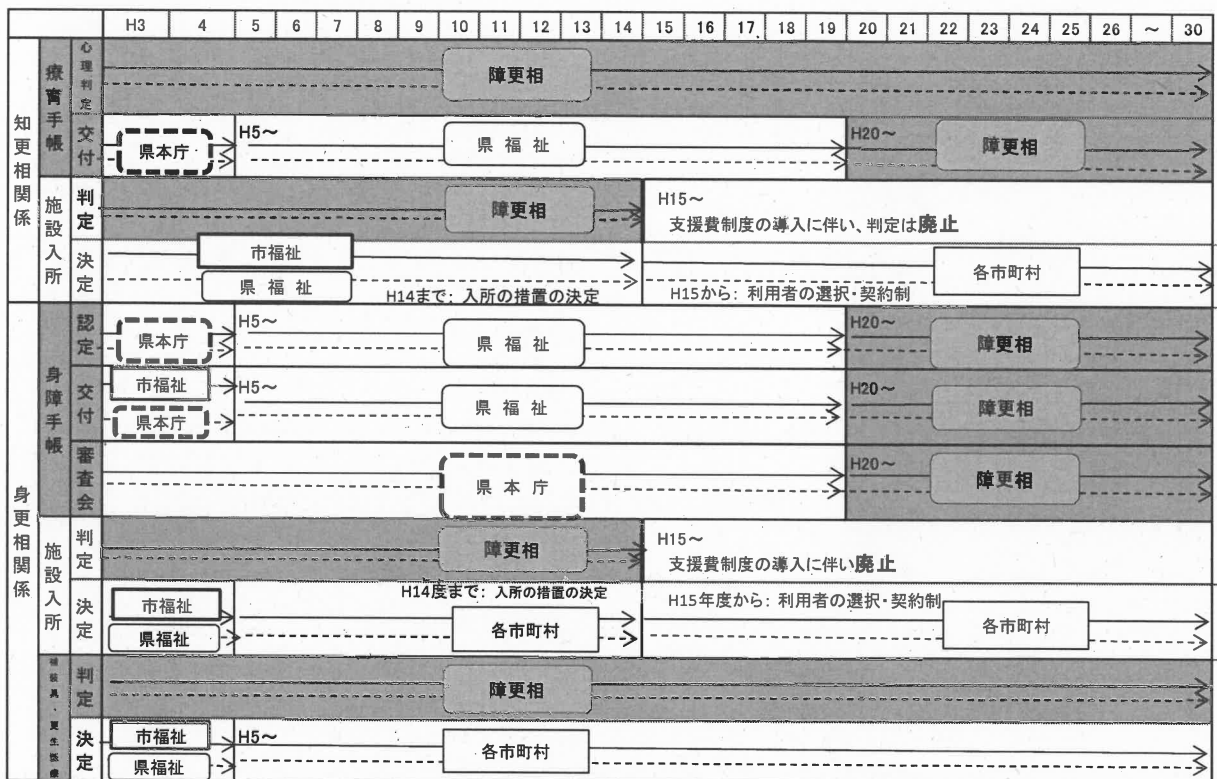 H3 4 5 6 7 8 9 10 11 12 13 14 15 16 17. 18 19 20 21 22 23 24 25 26 ～ 30
知更相関係
療育手帳
心理判定
障更相
交付
県本庁
H5～
県福祉
H20～
障更相
施設入所
判定
障更相
H15～
支援費制度の導入に伴い、判定は廃止
決定
市福祉
県福祉
H14まで: 入所の措置の決定
各市町村
H15から: 利用者の選択・契約制
身更相関係
身障手帳
認定
県本庁
H5～
県福祉
H20～
障更相
交付
市福祉
県本庁
H5～
県福祉
H20～
障更相
審査会
県本庁
H20～
障更相
施設入所
判定
障更相
H15～
支援費制度の導入に伴い廃止
決定
市福祉
県福祉
H14度まで: 入所の措置の決定
各市町村
H15年度から: 利用者の選択・契約制
各市町村
補装具・更生医療
判定
障更相
決定
市福祉
県福祉
H5～
各市町村